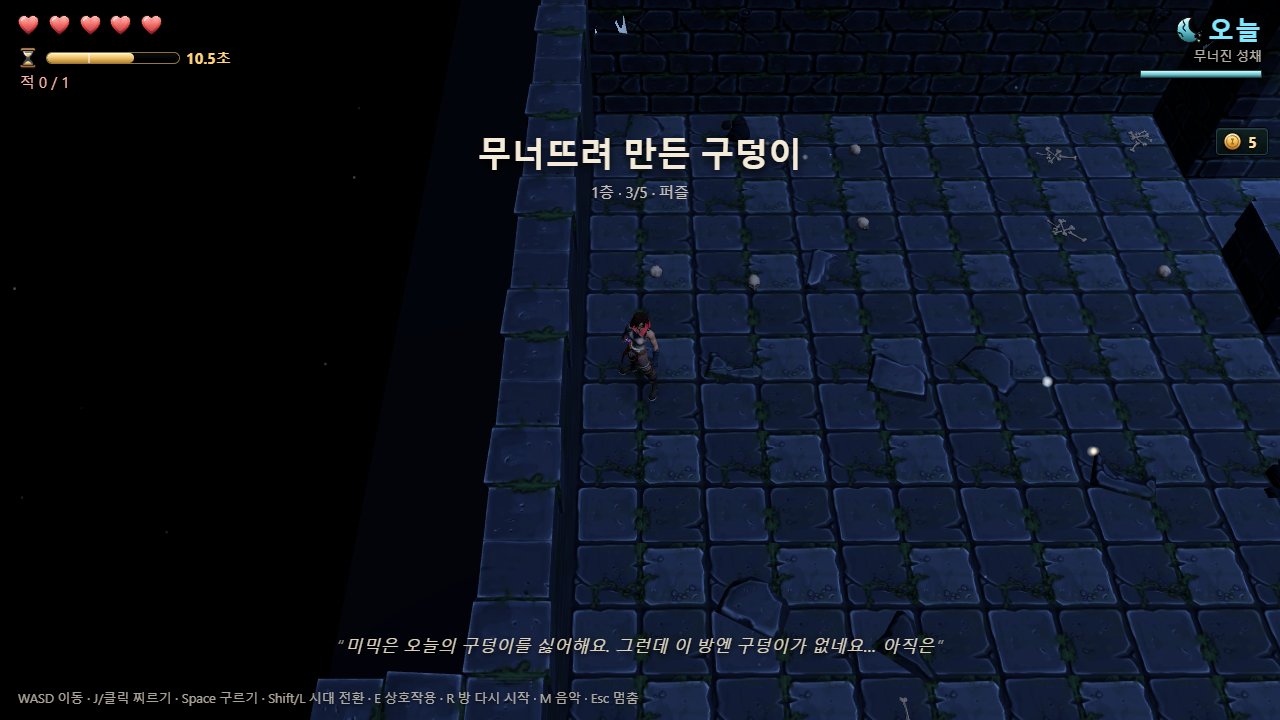 10.5초
적 0 / 1
오늘
무너진 성채
5
무너뜨려 만든 구덩이
1층 · 3/5 · 퍼즐
“미믹은 오늘의 구덩이를 싫어해요. 그런데 이 방엔 구덩이가 없네요... 아직은”
WASD 이동 · J/클릭 찌르기 · Space 구르기 · Shift/L 시대 전환 · E 상호작용 · R 방 다시 시작 · M 음악 · Esc 멈춤